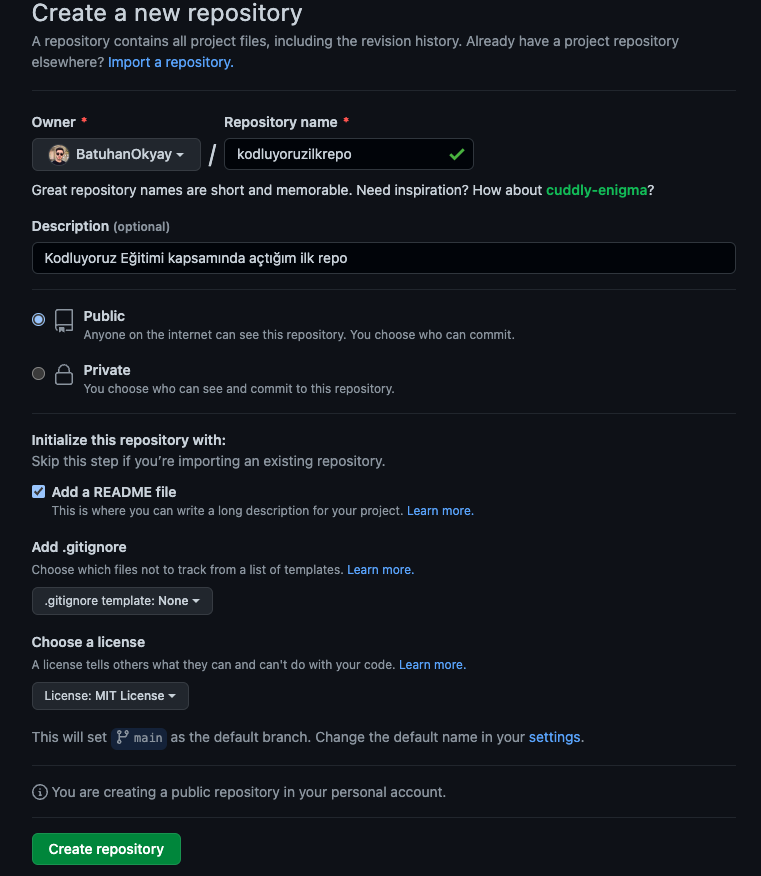 Create a new repository
A repository contains all project files, including the revision history. Already have a project repository
elsewhere? Import a repository.
Owner * Repository name *
BatuhanOkyay / kodluyoruzilkrepo
Great repository names are short and memorable. Need inspiration? How about cuddly-enigma?
Description (optional)
Kodluyoruz Eğitimi kapsamında açtığım ilk repo
Public
Anyone on the internet can see this repository. You choose who can commit.
Private
You choose who can see and commit to this repository.
Initialize this repository with:
Skip this step if you're importing an existing repository.
Add a README file
This is where you can write a long description for your project. Learn more.
Add .gitignore
Choose which files not to track from a list of templates. Learn more.
.gitignore template: None
Choose a license
A license tells others what they can and can't do with your code. Learn more.
License: MIT License
This will set main as the default branch. Change the default name in your settings.
You are creating a public repository in your personal account.
Create repository